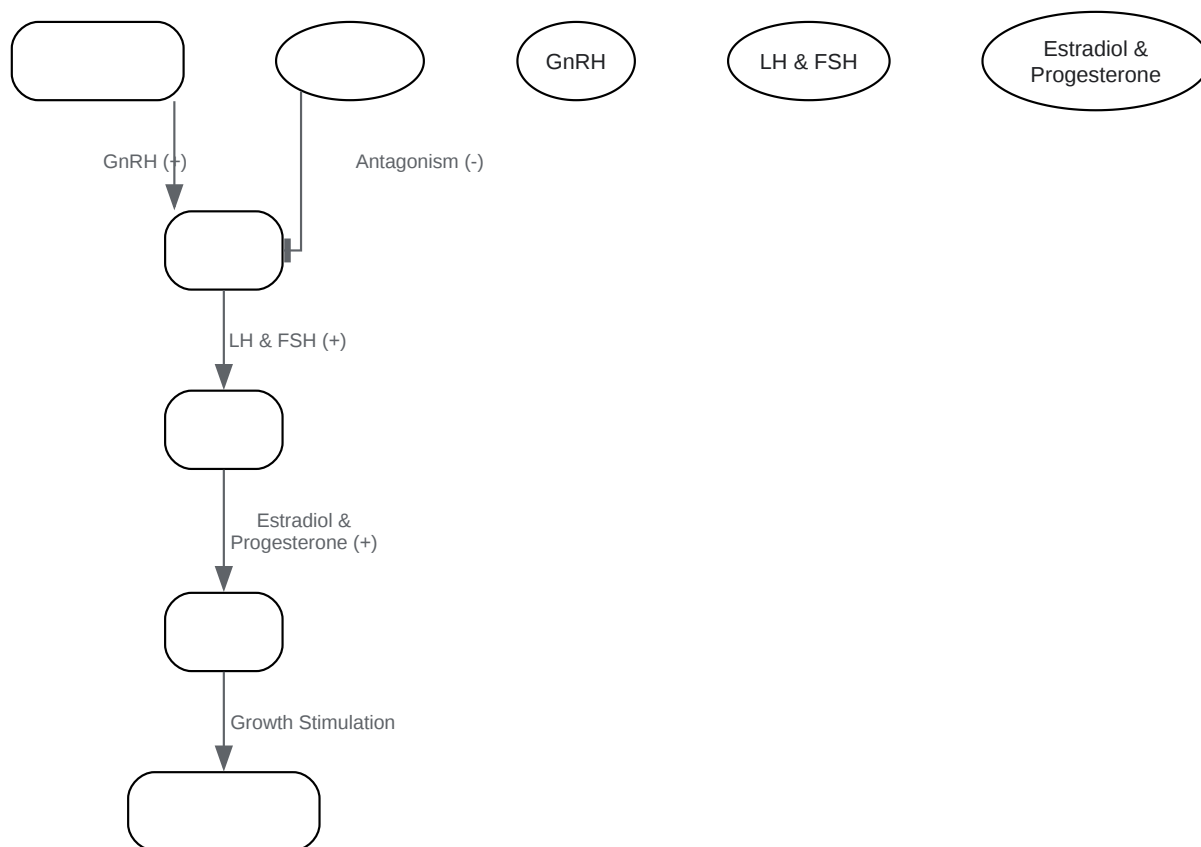 GnRH
LH & FSH
Estradiol &
Progesterone
GnRH (+)
Antagonism (-)
LH & FSH (+)
Estradiol &
Progesterone (+)
Growth Stimulation